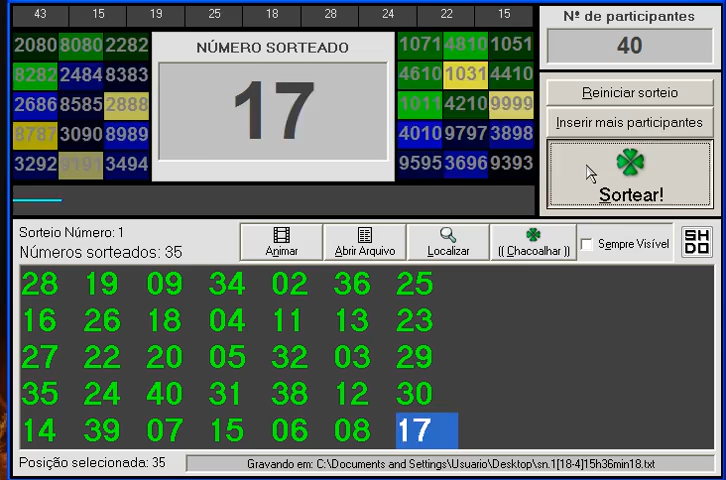 43 15 19 25 18 25 22 15
Nº de participantes
40
2080 8080 2282
8282 2484 8383
2686 8585 2888
8787 3090 8989
3292 9191 3494
NÚMERO SORTEADO
17
1071 4810 1051
4610 1031 4410
1011 4210 9999
4010 9797 3898
9595 3696 9393
Reiniciar sorteio
Inserir mais participantes
Sortear!
Sorteio Número: 1
Números sorteados: 35
Animar
Abrir Arquivo
Localizar
(( Chacoalhar ))
Sempre Visível
SH
DO
28 19 09 34 02 36 25
16 26 18 04 11 13 23
27 22 20 05 32 03 29
35 24 40 31 38 12 30
14 39 07 15 06 08 17
Posição selecionada: 35
Gravando em: C:\Documents and Settings\Usuario\Desktop\sn.1[18-4]15h36min18.txt